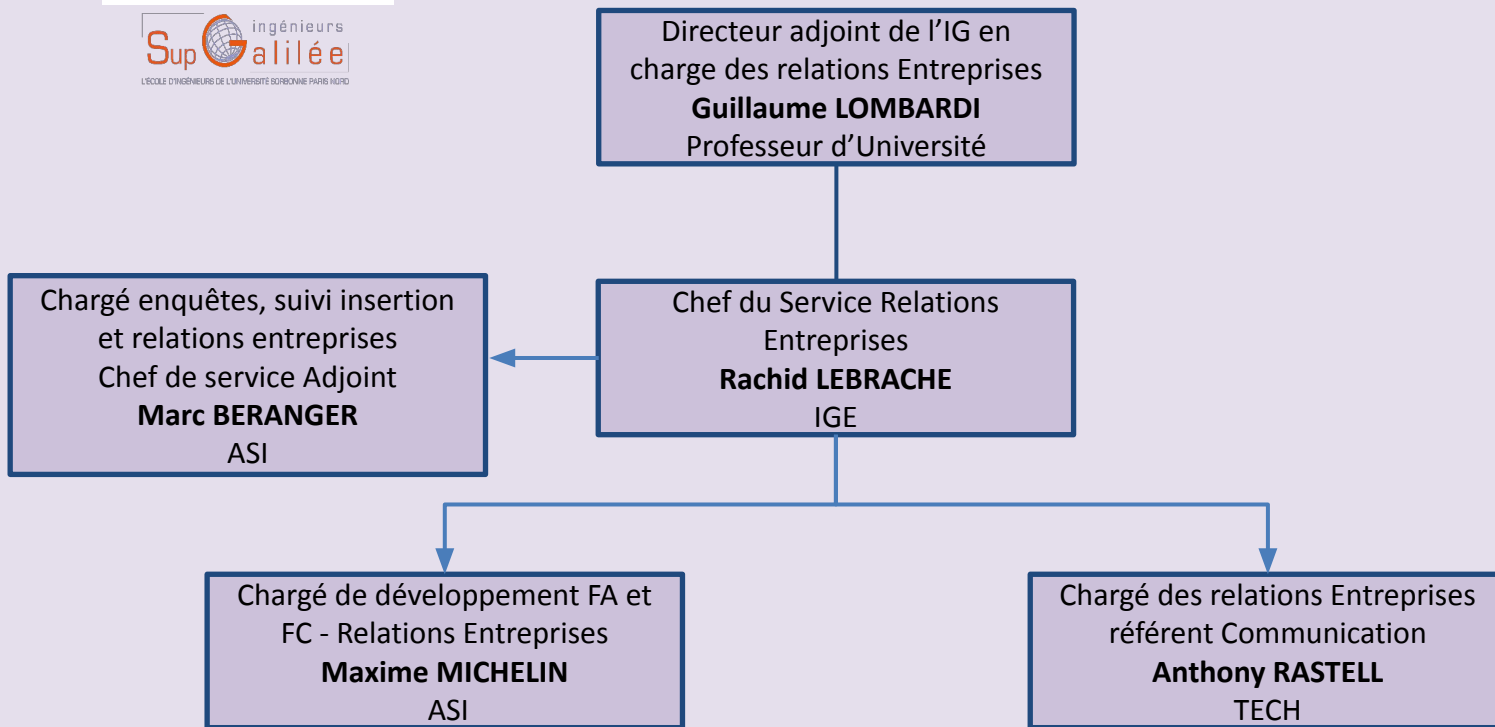 ingénieurs
Sup Galilée
L'ÉCOLE D'INGÉNIEURS DE L'UNIVERSITÉ SORBONNE PARIS NORD
Directeur adjoint de l’IG en
charge des relations Entreprises
Guillaume LOMBARDI
Professeur d’Université
Chargé enquêtes, suivi insertion
et relations entreprises
Chef de service Adjoint
Marc BERANGER
ASI
Chef du Service Relations
Entreprises
Rachid LEBRACHE
IGE
Chargé de développement FA et
FC - Relations Entreprises
Maxime MICHELIN
ASI
Chargé des relations Entreprises
référent Communication
Anthony RASTELL
TECH